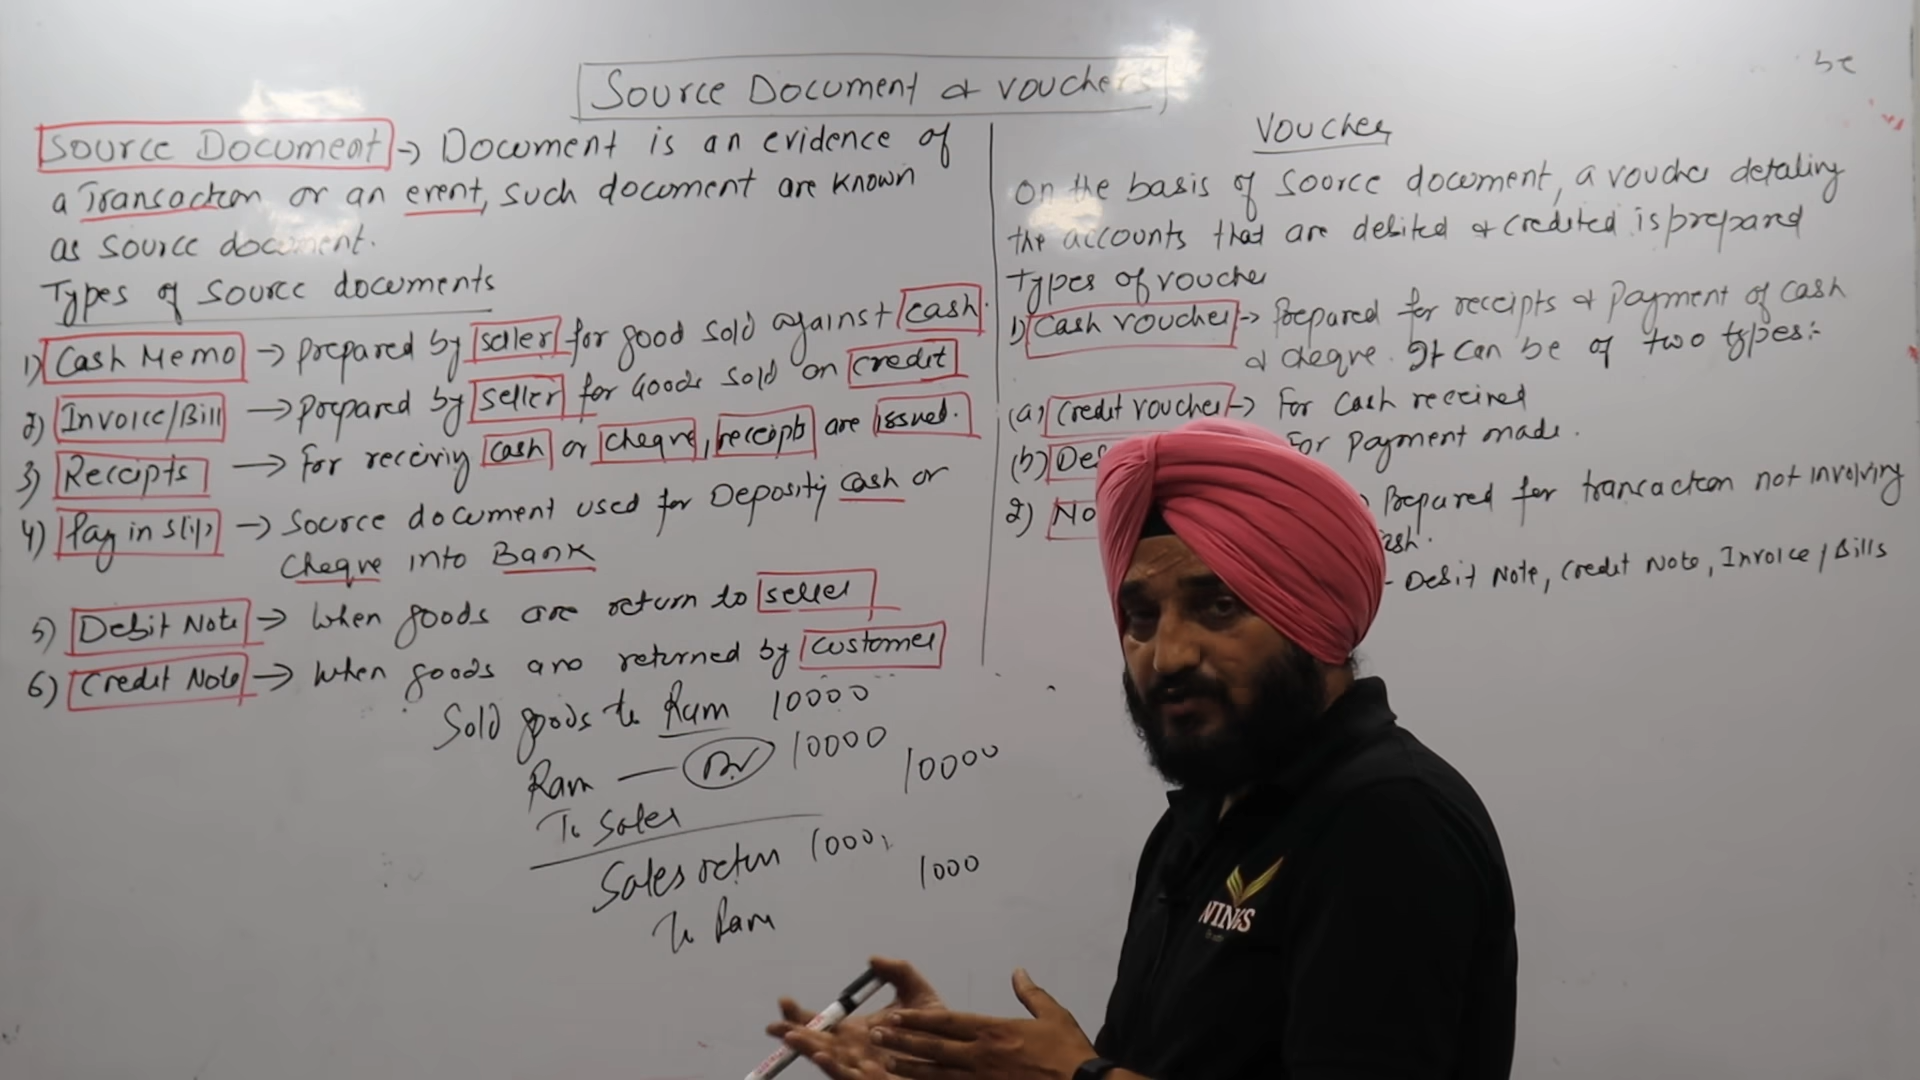 Source Document & Vouchers
Source Document → Document is an evidence of
a Transaction or an event, such document are known
as source document.
Types of source documents
1) Cash Memo → prepared by seller for good sold against cash.
2) Invoice/Bill → prepared by seller for Goods sold on credit
3) Receipts → For receiving cash or cheque, receipts are issued.
4) Pay in slip → Source document used for Depositing cash or
cheque into Bank
5) Debit Note → When goods are return to seller
6) Credit Note → When goods are returned by customer
Sold goods to Ram 10000
Ram — Dr 10000
To Sales 10000
Sales return 1000
To Ram 1000
Voucher
On the basis of source document, a voucher detaling
the accounts that are debited & credited is prepared
Types of voucher
1) Cash voucher → Prepared for receipts & Payment of cash
& cheque. It can be of two types:-
(a) Credit voucher → For cash received
(b) De For payment made.
2) No Prepared for transaction not involving
ash.
- Debit Note, Credit Note, Invoice/Bills
be
WINGS